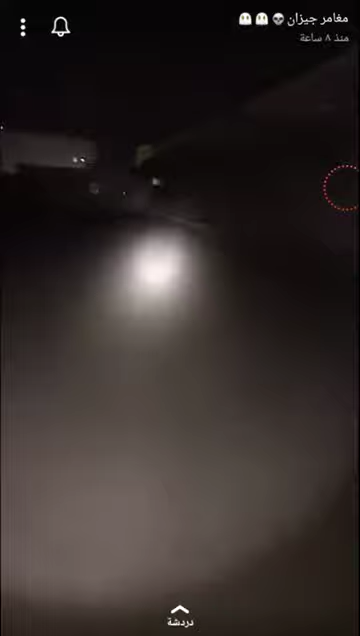 مغامر جيزان💀👻👻
منذ ٨ ساعة
دردشة